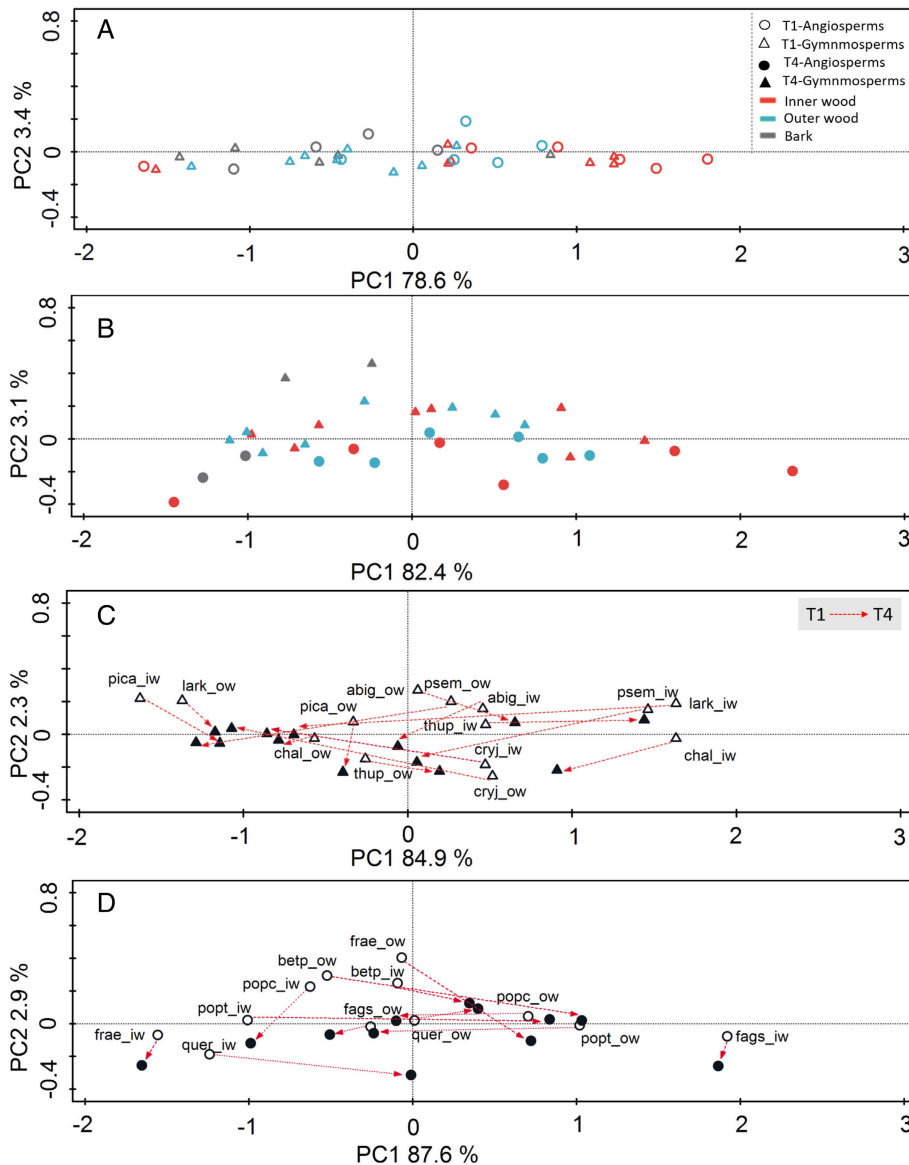 A
0.8
0
-0.4
PC2 3.4 %
T1-Angiosperms
T1-Gymnmosperms
T4-Angiosperms
T4-Gymnmosperms
Inner wood
Outer wood
Bark
-2 -1 0 1 2 3
PC1 78.6 %
B
0.8
0
-0.4
PC2 3.1 %
-2 -1 0 1 2 3
PC1 82.4 %
C
0.8
0
-0.4
PC2 2.3 %
T1 T4
pica_iw
lark_ow
pica_ow
abig_ow
psem_ow
abig_iw
psem_iw
lark_iw
thup_iw
chal_ow
thup_ow
cryj_iw
cryj_ow
chal_iw
-2 -1 0 1 2 3
PC1 84.9 %
D
0.8
0
-0.4
PC2 2.9 %
frae_ow
betp_ow
betp_iw
popc_iw
popt_iw
fags_ow
popc_ow
frae_iw
quer_iw
quer_ow
popt_ow
fags_iw
-2 -1 0 1 2 3
PC1 87.6 %